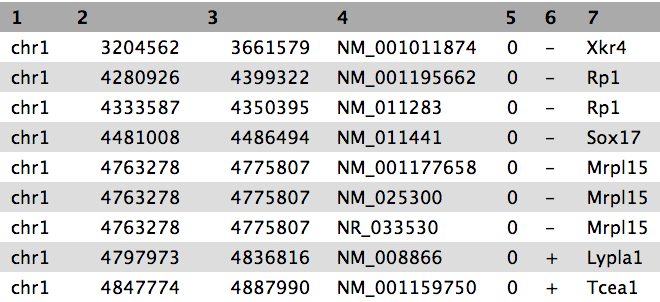 1 2 3 4 5 6 7
chr1 3204562 3661579 NM_001011874 0 - Xkr4
chr1 4280926 4399322 NM_001195662 0 - Rp1
chr1 4333587 4350395 NM_011283 0 - Rp1
chr1 4481008 4486494 NM_011441 0 - Sox17
chr1 4763278 4775807 NM_001177658 0 - Mrpl15
chr1 4763278 4775807 NM_025300 0 - Mrpl15
chr1 4763278 4775807 NR_033530 0 - Mrpl15
chr1 4797973 4836816 NM_008866 0 + Lypla1
chr1 4847774 4887990 NM_001159750 0 + Tcea1